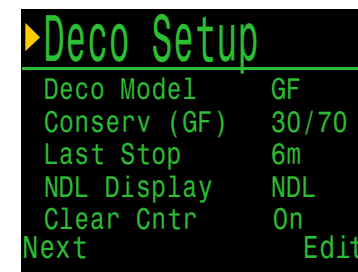 Deco Setup
Deco Model GF
Conserv (GF) 30/70
Last Stop 6m
NDL Display NDL
Clear Cntr On
Next Edit